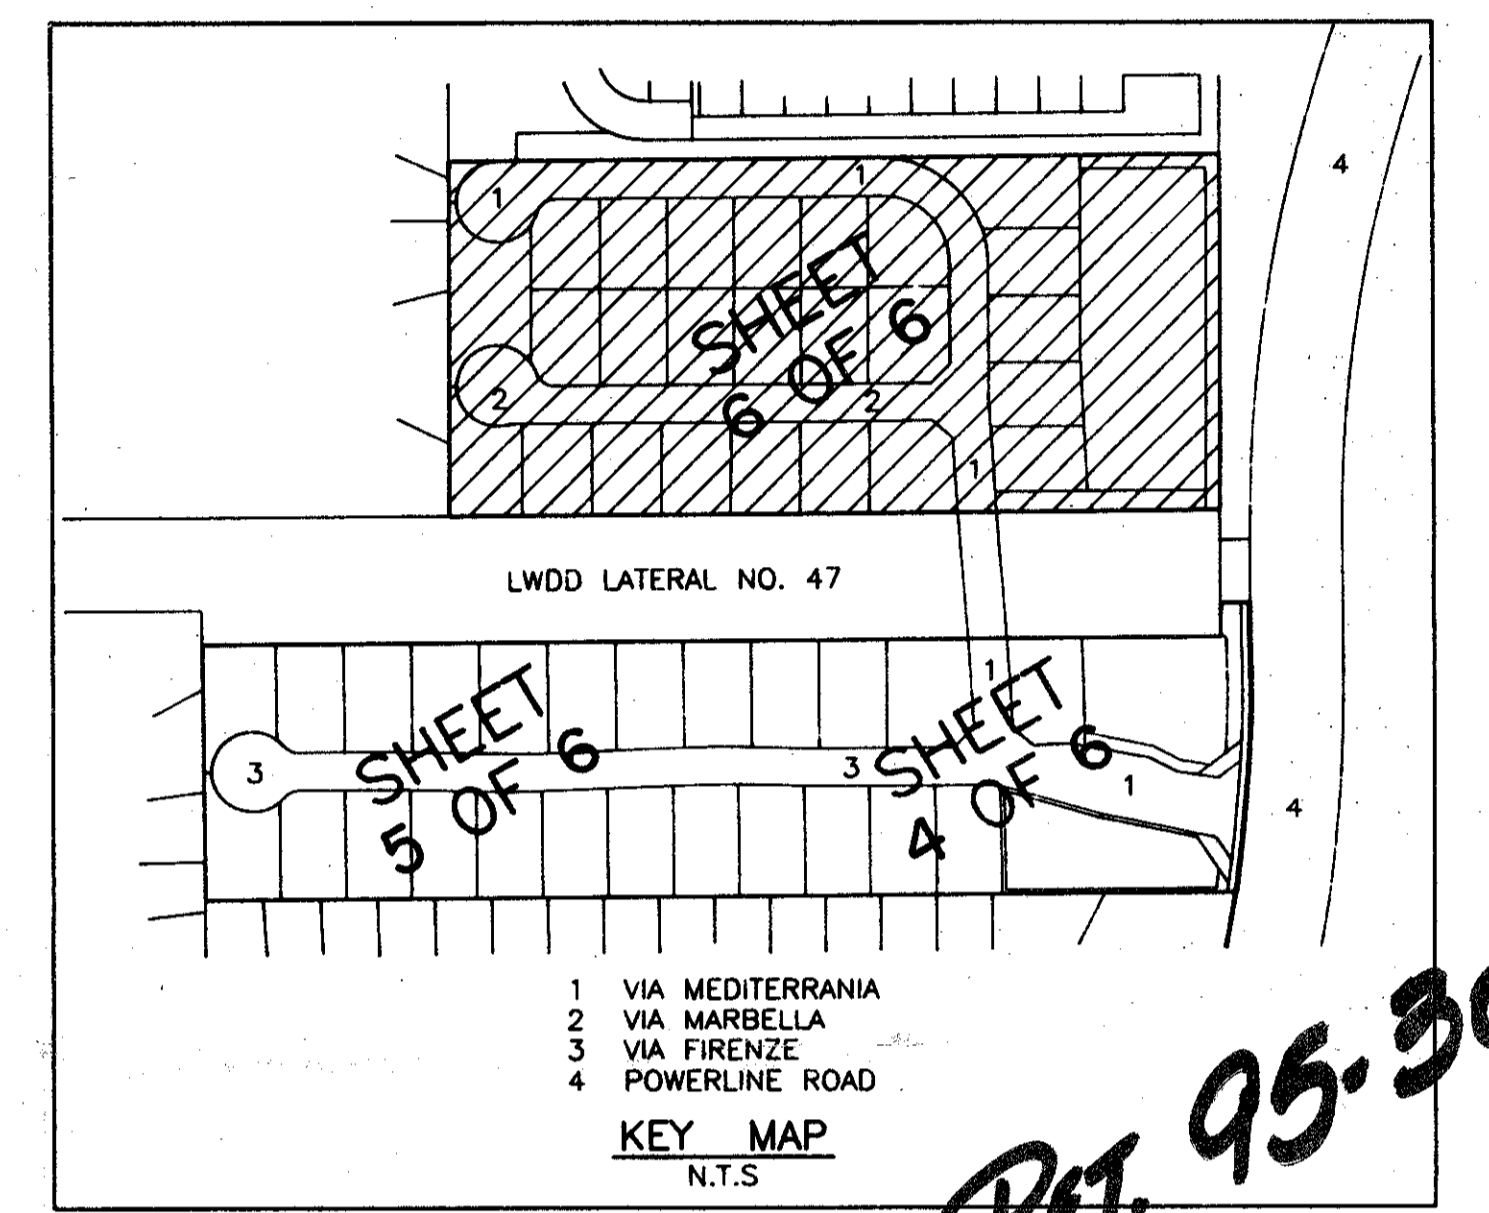 1
1
4
SHEET
6 OF 6
2
2
1
LWDD LATERAL NO. 47
1
SHEET
5 OF 6
SHEET
4 OF 6
3
3
1
4
1 VIA MEDITERRANIA
2 VIA MARBELLA
3 VIA FIRENZE
4 POWERLINE ROAD
KEY MAP
N.T.S
PET. 95-30